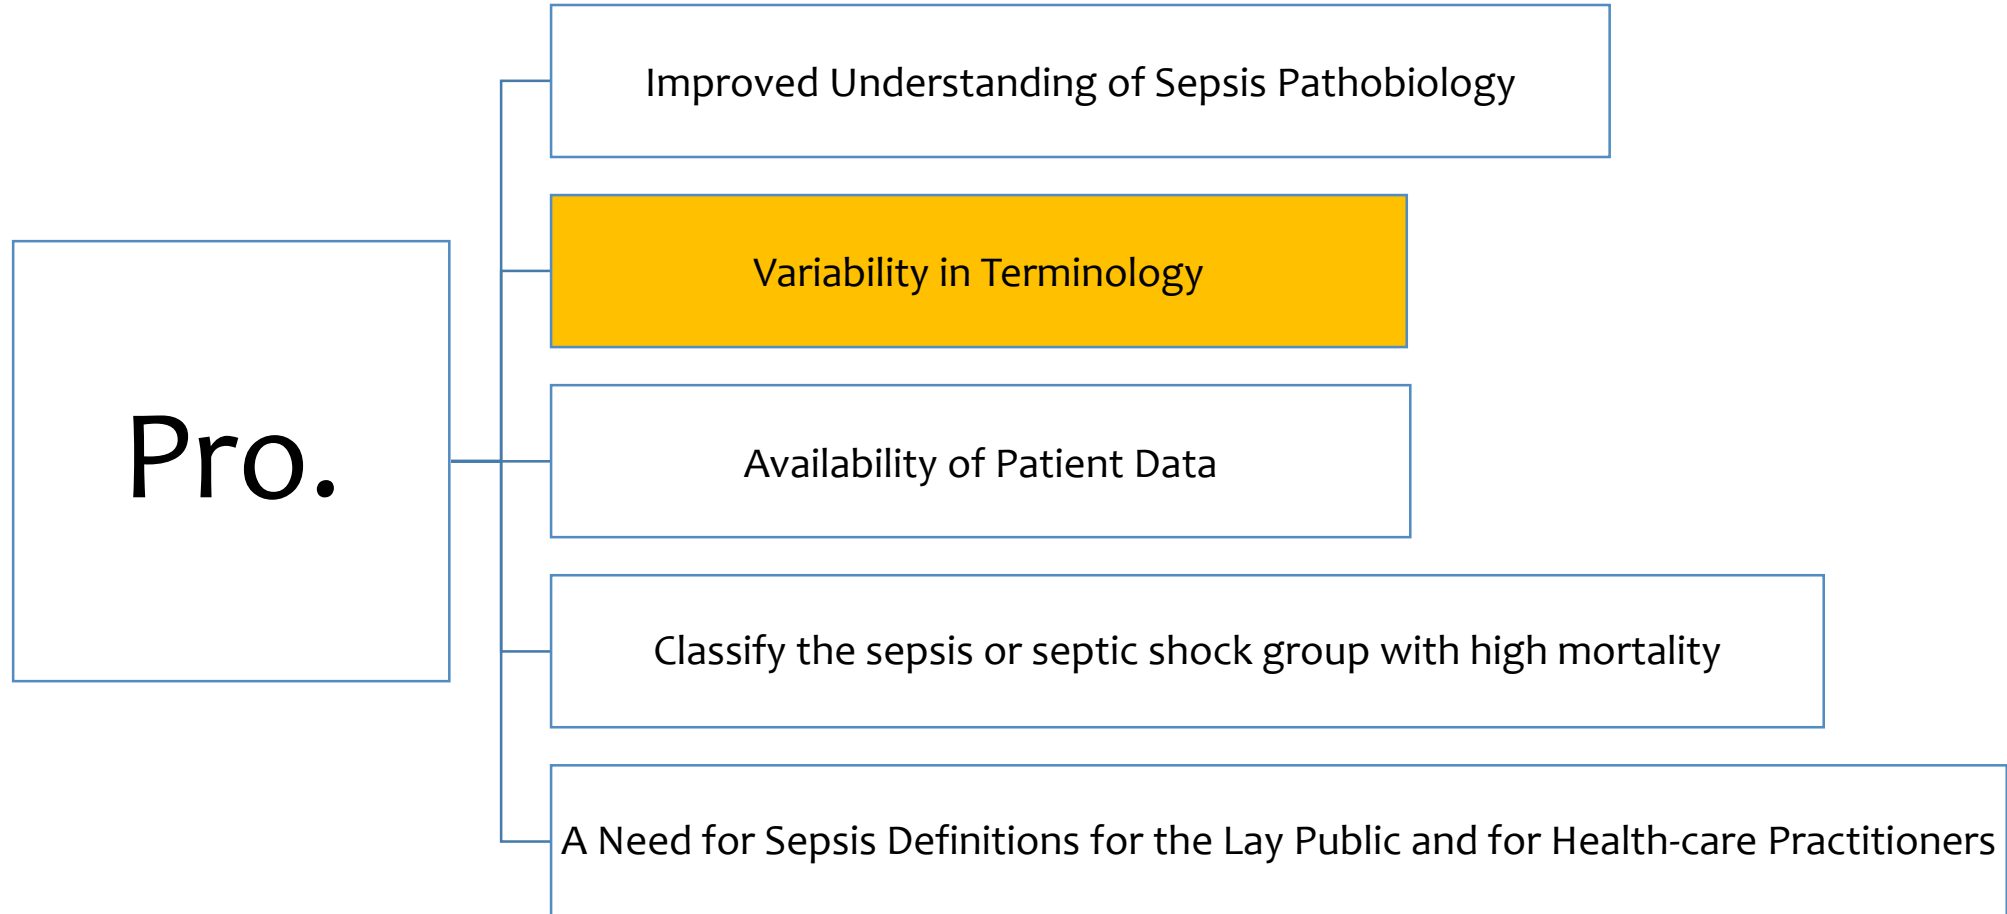 Pro.
Improved Understanding of Sepsis Pathobiology
Variability in Terminology
Availability of Patient Data
Classify the sepsis or septic shock group with high mortality
A Need for Sepsis Definitions for the Lay Public and for Health-care Practitioners